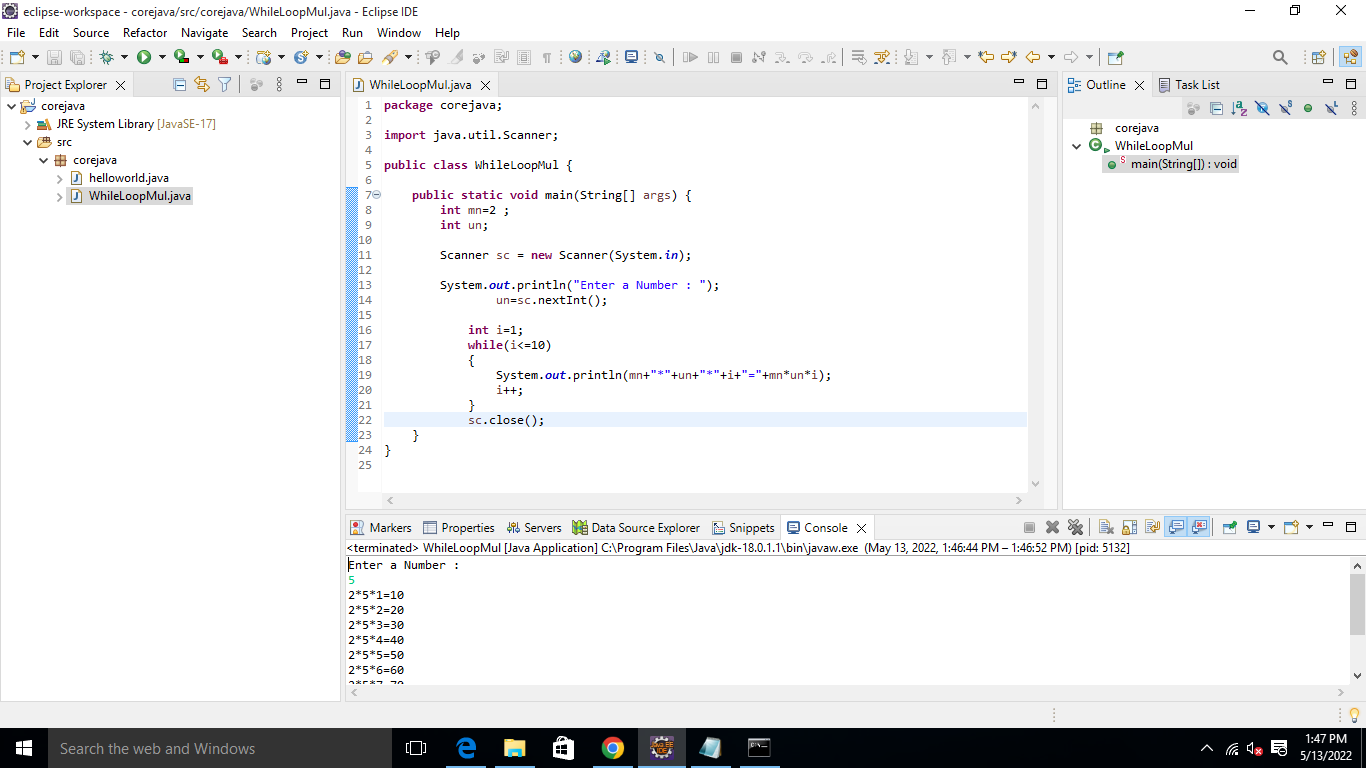 eclipse-workspace - corejava/src/corejava/WhileLoopMul.java - Eclipse IDE
File Edit Source Refactor Navigate Search Project Run Window Help
Project Explorer
corejava
JRE System Library [JavaSE-17]
src
corejava
helloworld.java
WhileLoopMul.java
WhileLoopMul.java
1 package corejava;
2
3 import java.util.Scanner;
4
5 public class WhileLoopMul {
6
7 public static void main(String[] args) {
8 int mn=2 ;
9 int un;
10
11 Scanner sc = new Scanner(System.in);
12
13 System.out.println("Enter a Number : ");
14 un=sc.nextInt();
15
16 int i=1;
17 while(i<=10)
18 {
19 System.out.println(mn+"*"+un+"*"+i+"="+mn*un*i);
20 i++;
21 }
22 sc.close();
23 }
24 }
25
Outline Task List
corejava
WhileLoopMul
main(String[]) : void
Markers Properties Servers Data Source Explorer Snippets Console
<terminated> WhileLoopMul [Java Application] C:\Program Files\Java\jdk-18.0.1.1\bin\javaw.exe (May 13, 2022, 1:46:44 PM – 1:46:52 PM) [pid: 5132]
Enter a Number :
5
2*5*1=10
2*5*2=20
2*5*3=30
2*5*4=40
2*5*5=50
2*5*6=60
2*5*7=70
Search the web and Windows
1:47 PM
5/13/2022